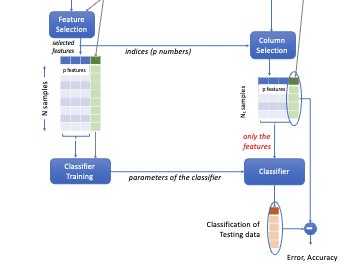 Feature
Selection
selected
features
indices (p numbers)
Column
Selection
p features
N samples
p features
N, samples
only the
features
Classifier
Training
parameters of the classifier
Classifier
Classification of
Testing data
Error, Accuracy